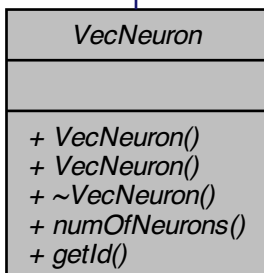 VecNeuron
+ VecNeuron()
+ VecNeuron()
+ ~VecNeuron()
+ numOfNeurons()
+ getId()